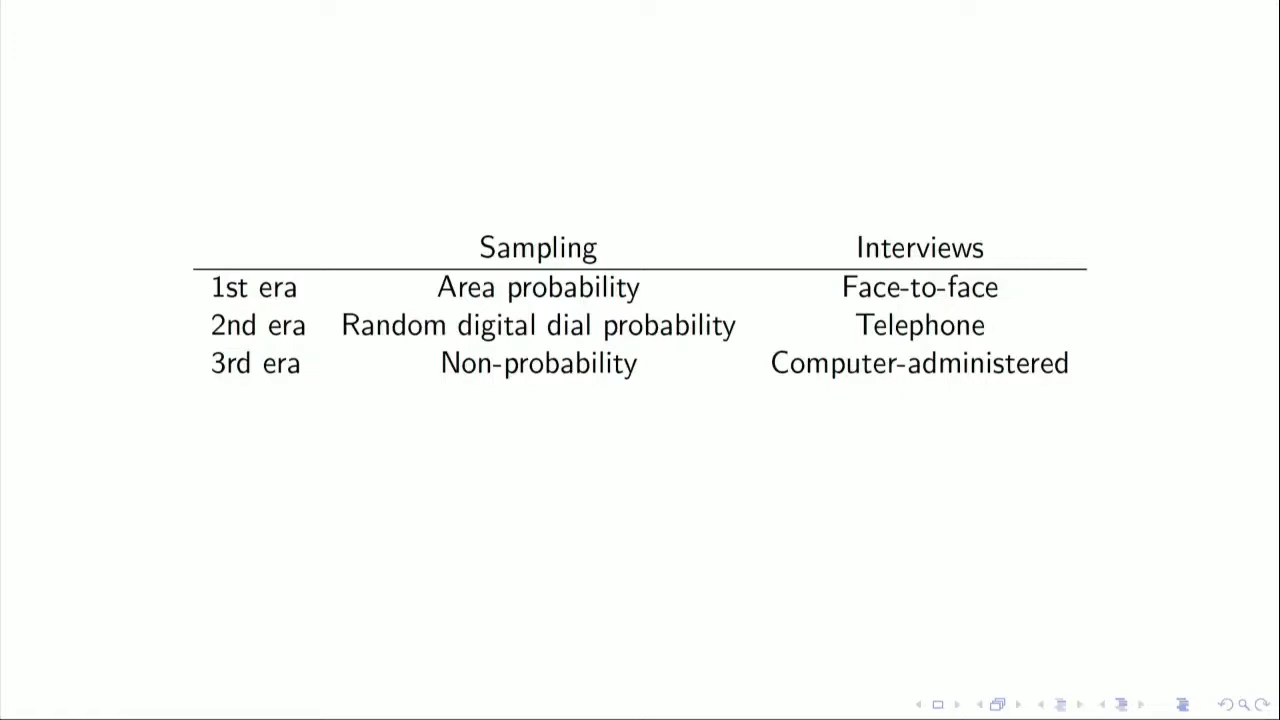 Sampling Interviews
1st era Area probability Face-to-face
2nd era Random digital dial probability Telephone
3rd era Non-probability Computer-administered